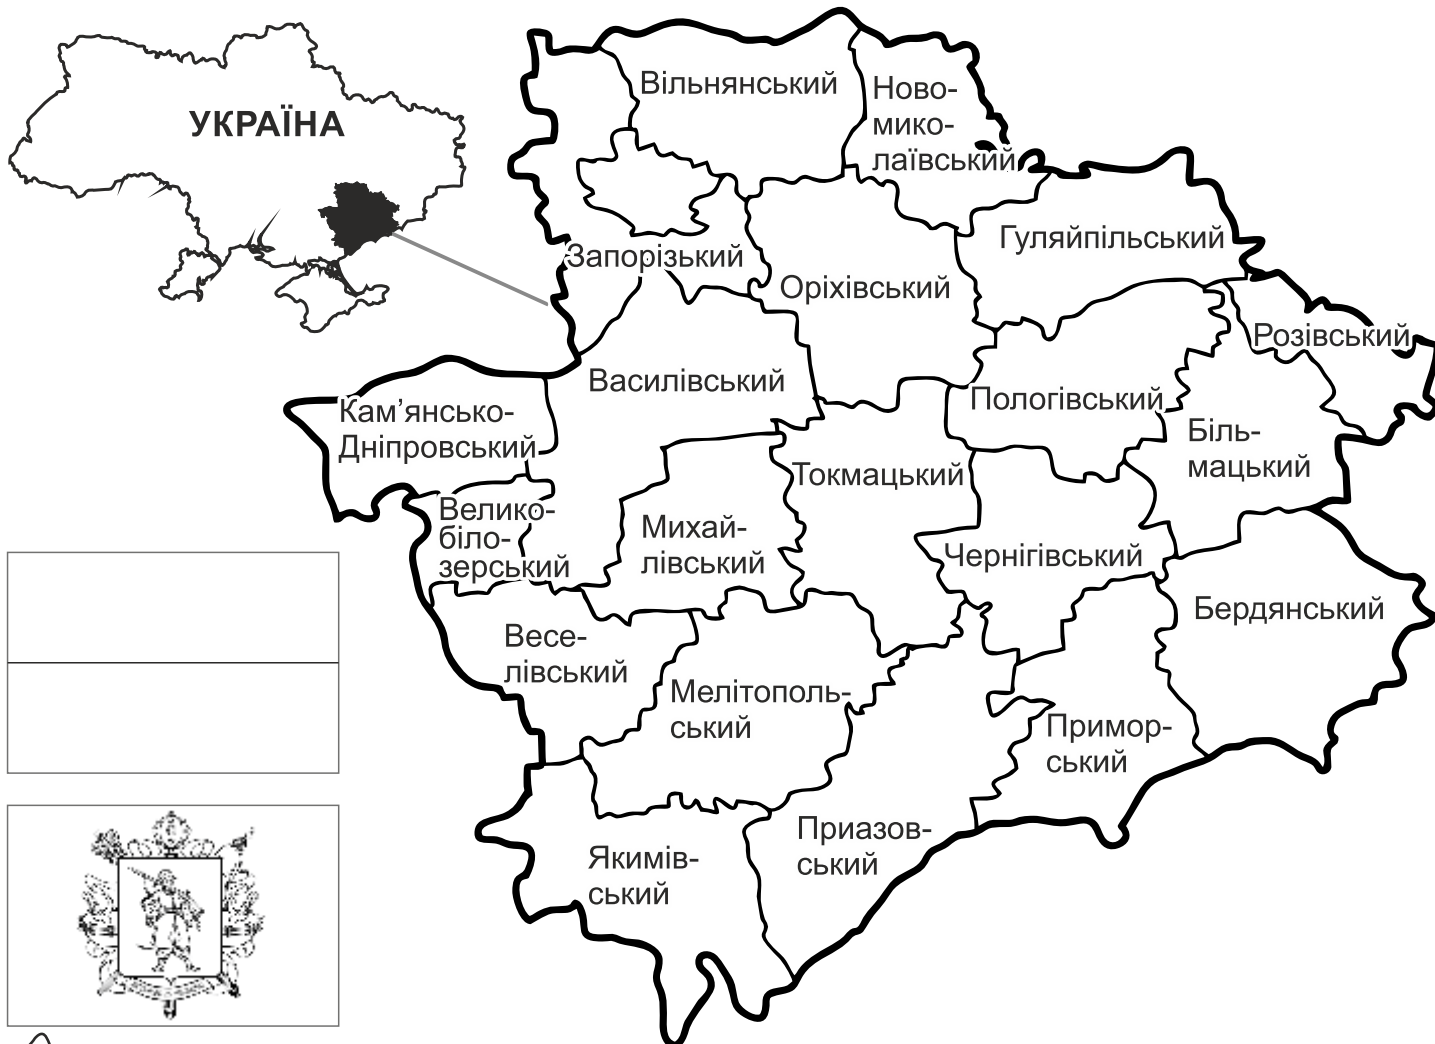 УКРАЇНА
Вільнянський
Ново-
мико-
лаївський
Запорізький
Гуляйпільський
Оріхівський
Розівський
Василівський
Пологівський
Кам’янсько-
Дніпровський
Біль-
мацький
Токмацький
Велико-
біло-
зерський
Михай-
лівський
Чернігівський
Бердянський
Весе-
лівський
Мелітополь-
ський
Примор-
ський
Приазов-
ський
Якимів-
ський